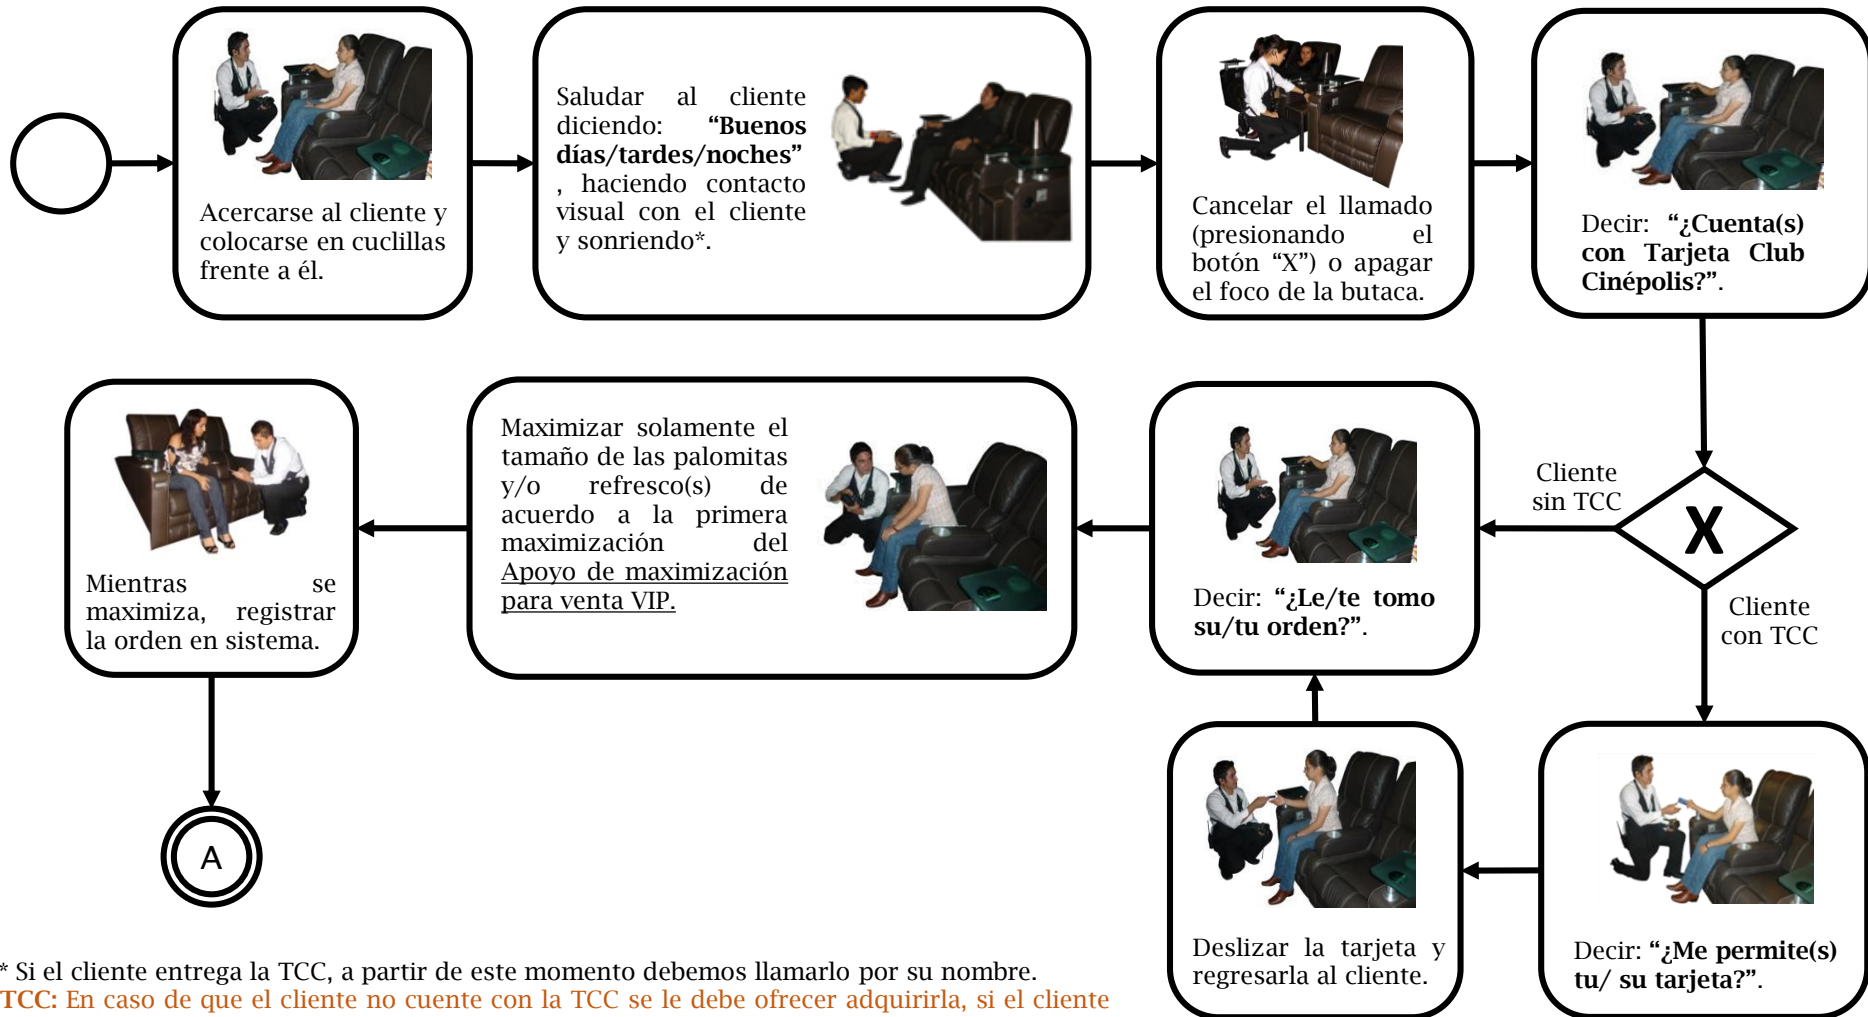 Acercarse al cliente y
colocarse en cuclillas
frente a él.
Saludar al cliente
diciendo: “Buenos
días/tardes/noches”
, haciendo contacto
visual con el cliente
y sonriendo*.
Cancelar el llamado
(presionando el
botón “X”) o apagar
el foco de la butaca.
Decir: “¿Cuenta(s)
con Tarjeta Club
Cinépolis?”.
Cliente
sin TCC
X
Cliente
con TCC
Decir: “¿Me permite(s)
tu/ su tarjeta?”.
Deslizar la tarjeta y
regresarla al cliente.
Decir: “¿Le/te tomo
su/tu orden?”.
Maximizar solamente el
tamaño de las palomitas
y/o refresco(s) de
acuerdo a la primera
maximización del
Apoyo de maximización
para venta VIP.
Mientras se
maximiza, registrar
la orden en sistema.
A
* Si el cliente entrega la TCC, a partir de este momento debemos llamarlo por su nombre.
TCC: En caso de que el cliente no cuente con la TCC se le debe ofrecer adquirirla, si el cliente